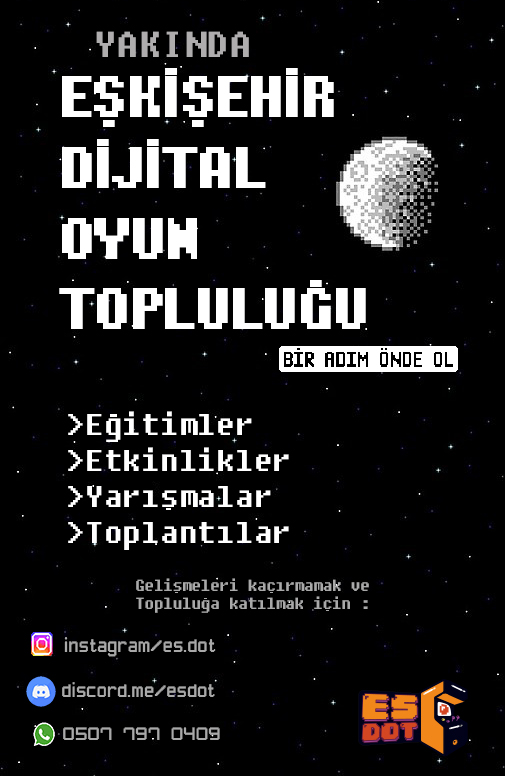 YAKINDA
EŞKİŞEHİR
DİJİTAL
OYUN
TOPLULUĞU
BİR ADIM ÖNDE OL
>Eğitimler
>Etkinlikler
>Yarışmalar
>Toplantılar
Gelişmeleri kaçırmamak ve
Topluluğa katılmak için :
instagram/es.dot
discord.me/esdot
0507 797 0409
ES
DOT